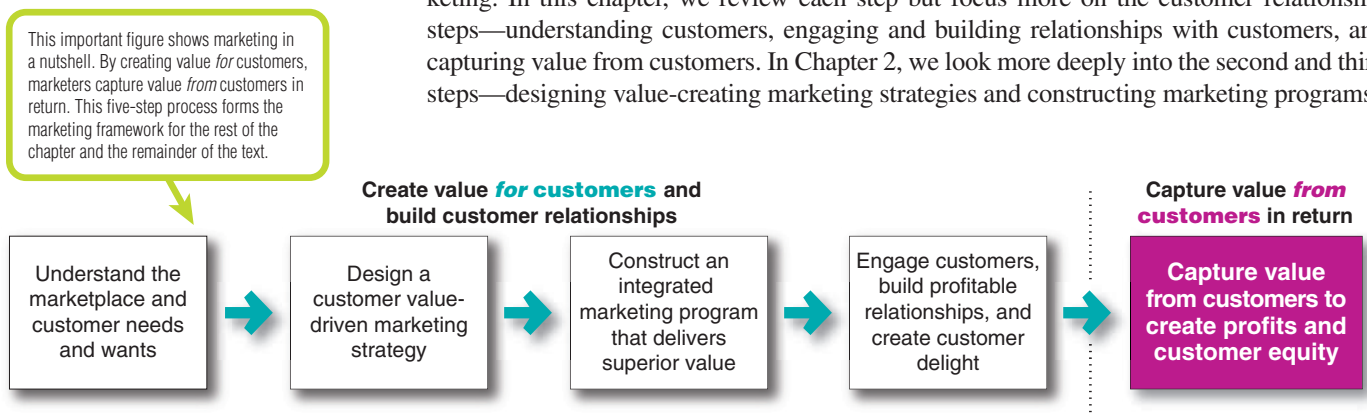 keting. In this chapter, we review each step but focus more on the customer relationship
steps—understanding customers, engaging and building relationships with customers, and
capturing value from customers. In Chapter 2, we look more deeply into the second and third
steps—designing value-creating marketing strategies and constructing marketing programs
This important figure shows marketing in
a nutshell. By creating value for customers,
marketers capture value from customers in
return. This five-step process forms the
marketing framework for the rest of the
chapter and the remainder of the text.
Create value for customers and
build customer relationships
Capture value from
customers in return
Understand the
marketplace and
customer needs
and wants
Design a
customer value-
driven marketing
strategy
Construct an
integrated
marketing program
that delivers
superior value
Engage customers,
build profitable
relationships, and
create customer
delight
Capture value
from customers to
create profits and
customer equity